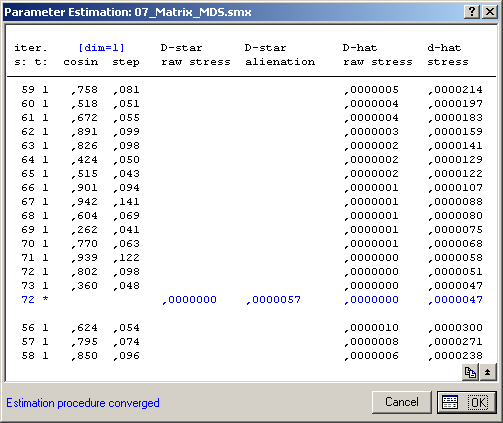 Parameter Estimation: 07_Matrix_MDS.smx
iter. [dim=1] D-star D-star D-hat d-hat
s: t: cosin step raw stress alienation raw stress stress
59 1 ,758 ,081 ,0000005 ,0000214
60 1 ,518 ,051 ,0000004 ,0000197
61 1 ,672 ,055 ,0000004 ,0000183
62 1 ,891 ,099 ,0000003 ,0000159
63 1 ,826 ,098 ,0000002 ,0000141
64 1 ,424 ,050 ,0000002 ,0000129
65 1 ,515 ,043 ,0000002 ,0000122
66 1 ,901 ,094 ,0000001 ,0000107
67 1 ,942 ,141 ,0000001 ,0000088
68 1 ,604 ,069 ,0000001 ,0000080
69 1 ,262 ,041 ,0000001 ,0000075
70 1 ,770 ,063 ,0000001 ,0000068
71 1 ,939 ,122 ,0000000 ,0000058
72 1 ,802 ,098 ,0000000 ,0000051
73 1 ,360 ,048 ,0000000 ,0000047
72 * ,0000000 ,0000057 ,0000000 ,0000047
56 1 ,624 ,054 ,0000010 ,0000300
57 1 ,795 ,074 ,0000008 ,0000271
58 1 ,850 ,096 ,0000006 ,0000238
Estimation procedure converged Cancel OK